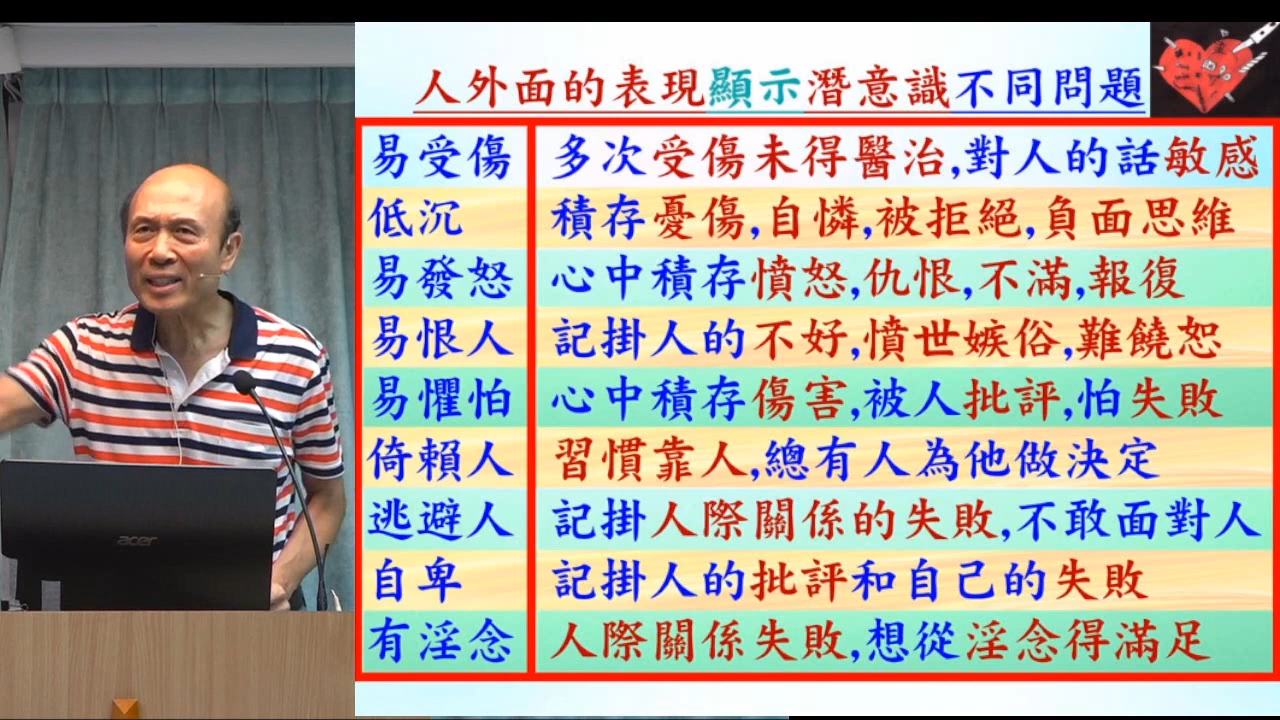 人外面的表現顯示潛意識不同問題
易受傷 多次受傷未得醫治,對人的話敏感
低沉 積存憂傷,自憐,被拒絕,負面思維
易發怒 心中積存憤怒,仇恨,不滿,報復
易恨人 記掛人的不好,憤世嫉俗,難饒恕
易懼怕 心中積存傷害,被人批評,怕失敗
倚賴人 習慣靠人,總有人為他做決定
逃避人 記掛人際關係的失敗,不敢面對人
自卑 記掛人的批評和自己的失敗
有淫念 人際關係失敗,想從淫念得滿足
acer